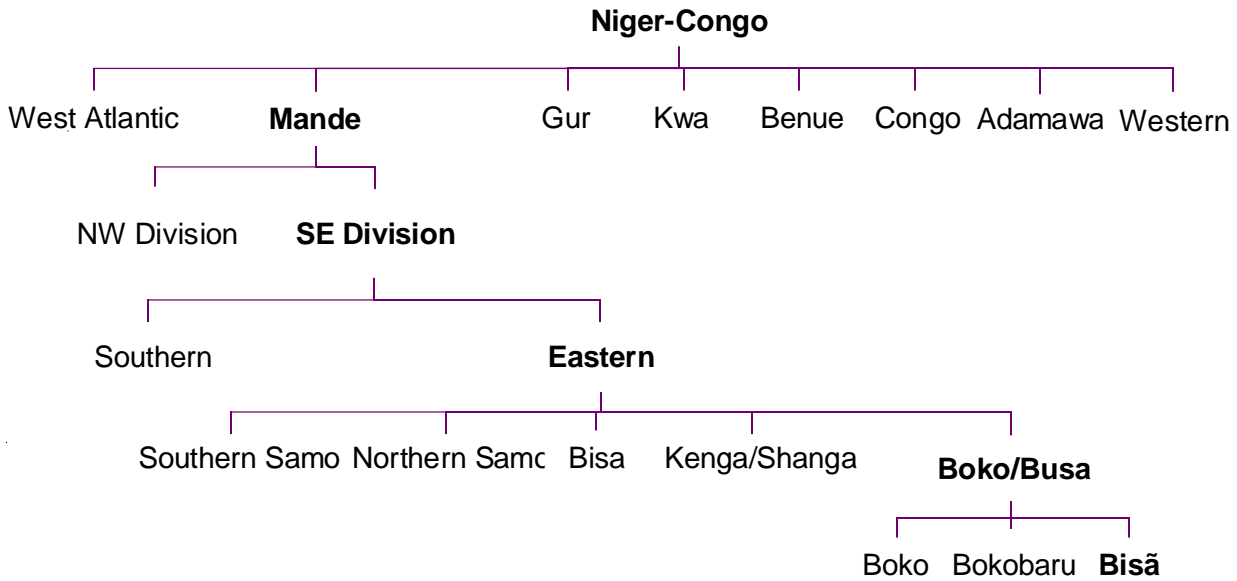 Niger-Congo
West Atlantic Mande Gur Kwa Benue Congo Adamawa Western
NW Division SE Division
Southern Eastern
Southern Samo Northern Samo Bisa Kenga/Shanga Boko/Busa
Boko Bokobaru Bisã